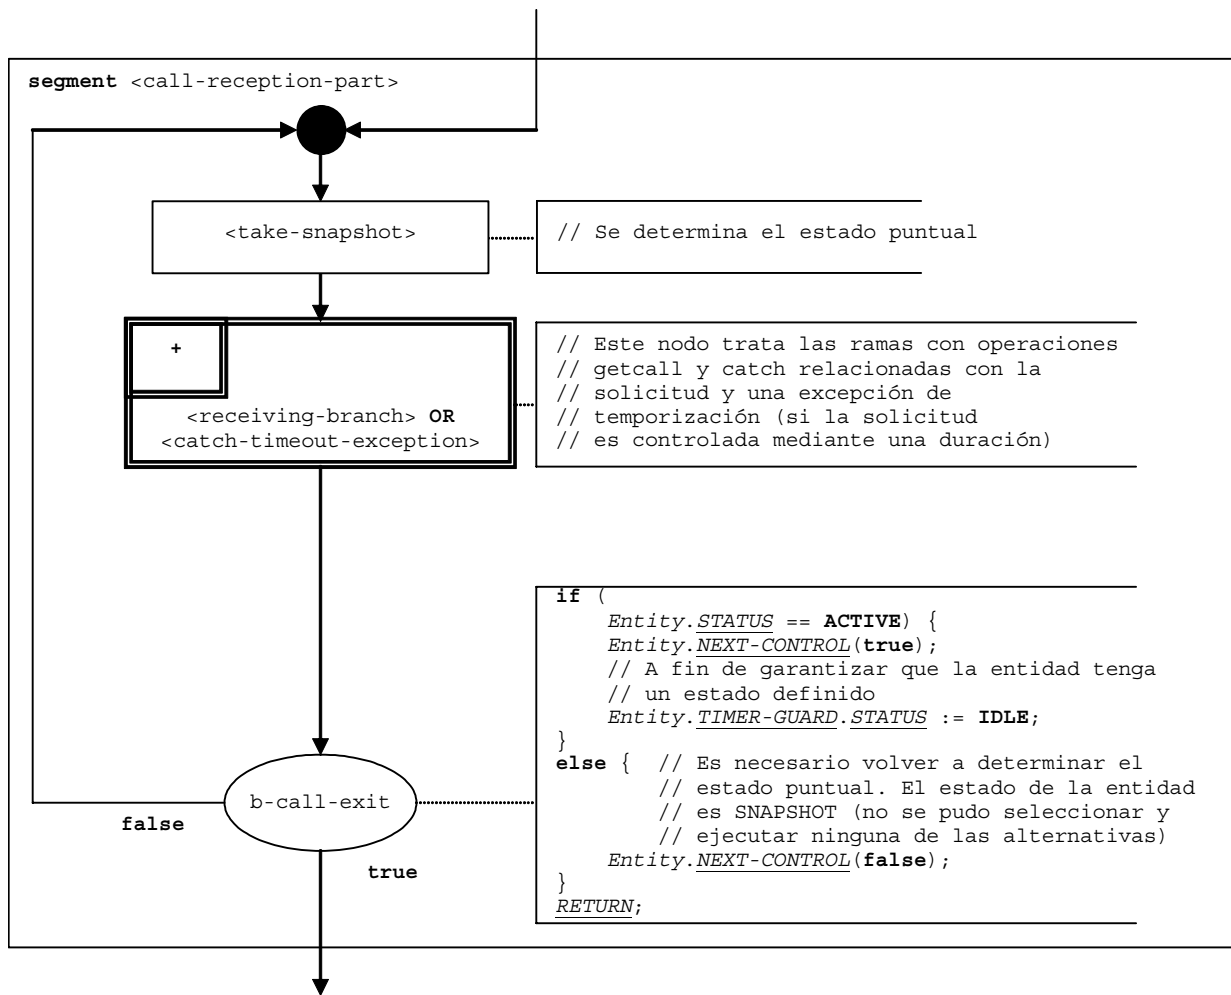 segment <call-reception-part>
<take-snapshot>
// Se determina el estado puntual
+
<receiving-branch> OR
<catch-timeout-exception>
// Este nodo trata las ramas con operaciones
// getcall y catch relacionadas con la
// solicitud y una excepción de
// temporización (si la solicitud
// es controlada mediante una duración)
b-call-exit
false
true
if (
Entity.STATUS == ACTIVE) {
Entity.NEXT-CONTROL(true);
// A fin de garantizar que la entidad tenga
// un estado definido
Entity.TIMER-GUARD.STATUS := IDLE;
}
else { // Es necesario volver a determinar el
// estado puntual. El estado de la entidad
// es SNAPSHOT (no se pudo seleccionar y
// ejecutar ninguna de las alternativas)
Entity.NEXT-CONTROL(false);
}
RETURN;